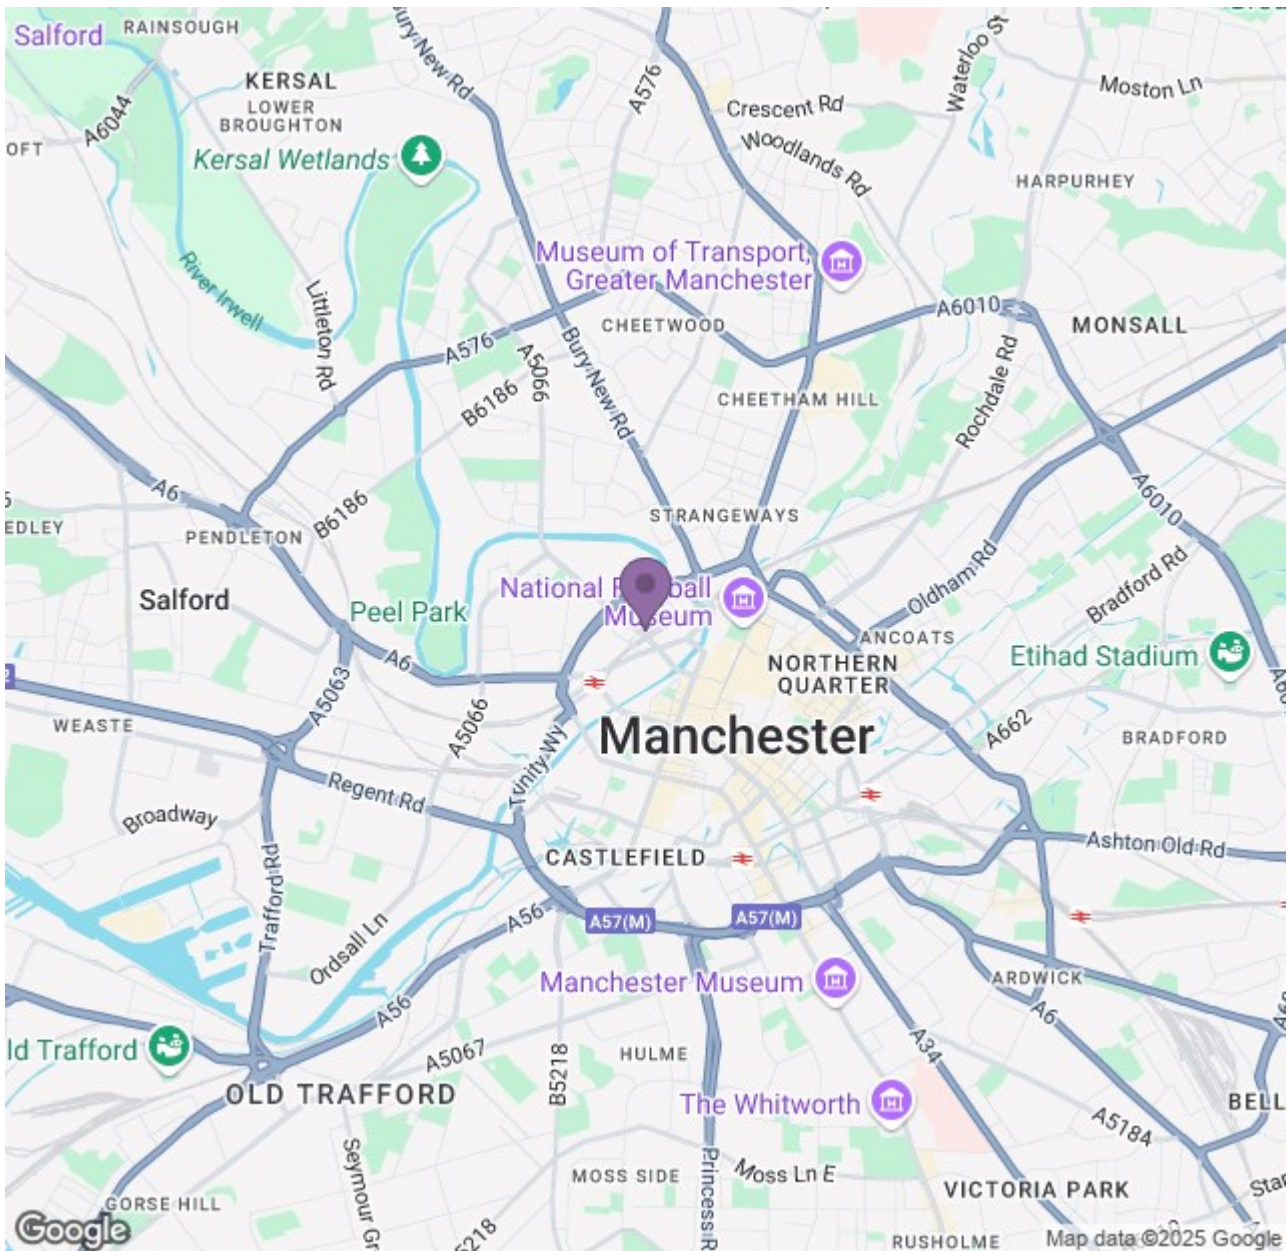 Salford
RAINSOUGH
Bury New Rd
A576
Waterloo St
KERSAL
LOWER
BROUGHTON
A6044
OFT
Kersal Wetlands
Crescent Rd
Woodlands Rd
Moston Ln
HARPURHEY
River Irwell
Littleton Rd
Museum of Transport,
Greater Manchester
CHEETWOOD
A6010
MONSALL
A576
A5066
B6186
Bury New Rd
CHEETHAM HILL
Rochdale Rd
A6
EDLEY
PENDLETON
B6186
STRANGEWAYS
A6010
Salford
Peel Park
National Football
Museum
Oldham Rd
Bradford Rd
ANCOATS
Etihad Stadium
NORTHERN
QUARTER
A6
A5063
WEASTE
A5066
Trinity Wy
Manchester
A662
BRADFORD
Regent Rd
Broadway
CASTLEFIELD
Ashton Old Rd
Trafford Rd
Ordsall Ln
A56
A57(M)
A57(M)
Manchester Museum
ARDWICK
A6
A56
ld Trafford
A5067
B5218
HULME
A34
OLD TRAFFORD
The Whitworth
A5184
BELL
Seymour Gr
MOSS SIDE
Princess R
Moss Ln E
VICTORIA PARK
Star
GORSE HILL
5218
RUSHOLME
Google
Map data ©2025 Google